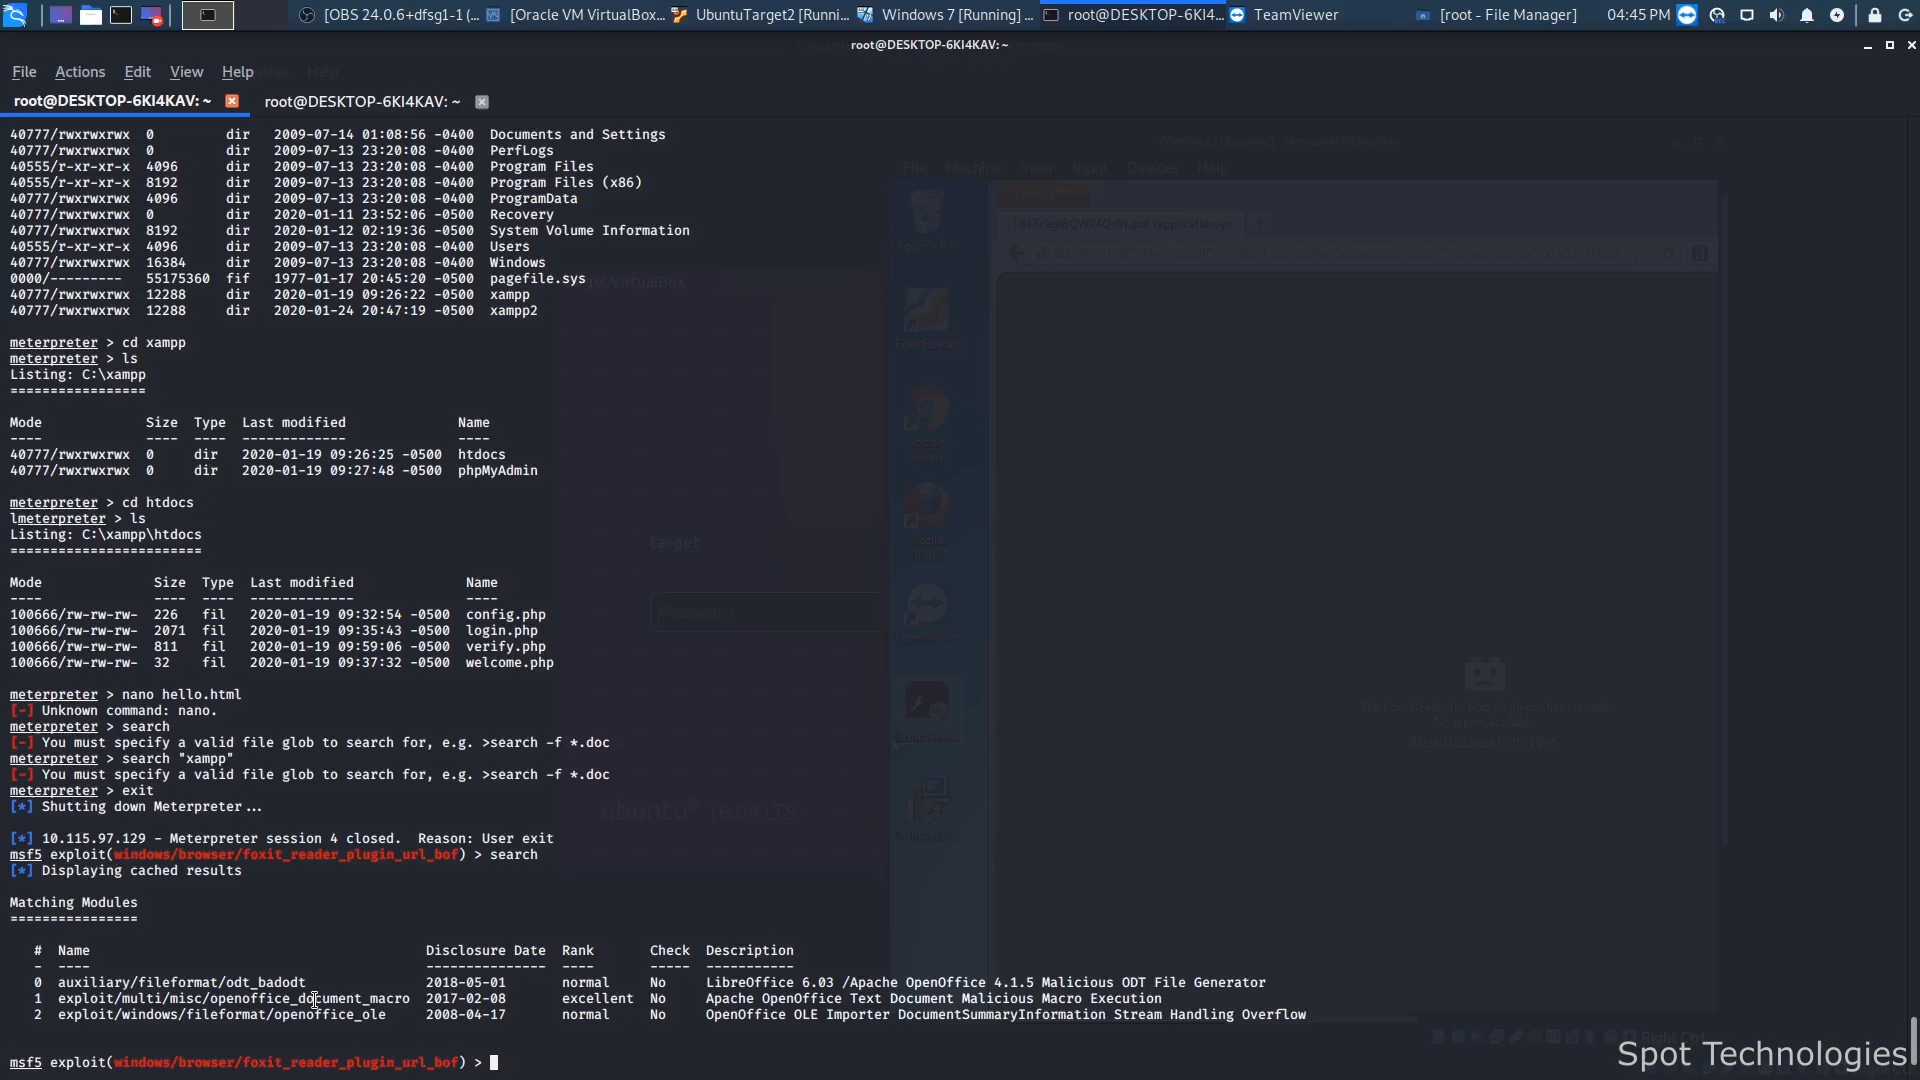 [OBS 24.0.6+dfsg1-1 (... [Oracle VM VirtualBox... UbuntuTarget2 [Runni... Windows 7 [Running] ... root@DESKTOP-6KI4... TeamViewer [root - File Manager] 04:45 PM
root@DESKTOP-6KI4KAV: ~
File Actions Edit View Help
root@DESKTOP-6KI4KAV: ~ root@DESKTOP-6KI4KAV: ~
40777/rwxrwxrwx 0 dir 2009-07-14 01:08:56 -0400 Documents and Settings
40777/rwxrwxrwx 0 dir 2009-07-13 23:20:08 -0400 PerfLogs
40555/r-xr-xr-x 4096 dir 2009-07-13 23:20:08 -0400 Program Files
40555/r-xr-xr-x 8192 dir 2009-07-13 23:20:08 -0400 Program Files (x86)
40777/rwxrwxrwx 4096 dir 2009-07-13 23:20:08 -0400 ProgramData
40777/rwxrwxrwx 0 dir 2020-01-11 23:52:06 -0500 Recovery
40777/rwxrwxrwx 8192 dir 2020-01-12 02:19:36 -0500 System Volume Information
40555/r-xr-xr-x 4096 dir 2009-07-13 23:20:08 -0400 Users
40777/rwxrwxrwx 16384 dir 2009-07-13 23:20:08 -0400 Windows
0000/--------- 55175360 fif 1977-01-17 20:45:20 -0500 pagefile.sys
40777/rwxrwxrwx 12288 dir 2020-01-19 09:26:22 -0500 xampp
40777/rwxrwxrwx 12288 dir 2020-01-24 20:47:19 -0500 xampp2
meterpreter > cd xampp
meterpreter > ls
Listing: C:\xampp
=================
Mode Size Type Last modified Name
---- ---- ---- ------------- ----
40777/rwxrwxrwx 0 dir 2020-01-19 09:26:25 -0500 htdocs
40777/rwxrwxrwx 0 dir 2020-01-19 09:27:48 -0500 phpMyAdmin
meterpreter > cd htdocs
lmeterpreter > ls
Listing: C:\xampp\htdocs
========================
Mode Size Type Last modified Name
---- ---- ---- ------------- ----
100666/rw-rw-rw- 226 fil 2020-01-19 09:32:54 -0500 config.php
100666/rw-rw-rw- 2071 fil 2020-01-19 09:35:43 -0500 login.php
100666/rw-rw-rw- 811 fil 2020-01-19 09:59:06 -0500 verify.php
100666/rw-rw-rw- 32 fil 2020-01-19 09:37:32 -0500 welcome.php
meterpreter > nano hello.html
[-] Unknown command: nano.
meterpreter > search
[-] You must specify a valid file glob to search for, e.g. >search -f *.doc
meterpreter > search "xampp"
[-] You must specify a valid file glob to search for, e.g. >search -f *.doc
meterpreter > exit
[*] Shutting down Meterpreter...
[*] 10.115.97.129 - Meterpreter session 4 closed. Reason: User exit
msf5 exploit(windows/browser/foxit_reader_plugin_url_bof) > search
[*] Displaying cached results
Matching Modules
================
# Name Disclosure Date Rank Check Description
- ---- --------------- ---- ----- -----------
0 auxiliary/fileformat/odt_badodt 2018-05-01 normal No LibreOffice 6.03 /Apache OpenOffice 4.1.5 Malicious ODT File Generator
1 exploit/multi/misc/openoffice_document_macro 2017-02-08 excellent No Apache OpenOffice Text Document Malicious Macro Execution
2 exploit/windows/fileformat/openoffice_ole 2008-04-17 normal No OpenOffice OLE Importer DocumentSummaryInformation Stream Handling Overflow
msf5 exploit(windows/browser/foxit_reader_plugin_url_bof) >
File Machine View Input Devices Help
Recycle Bin
Google Chrome
Mozilla Firefox
target
ubuntu 16.04 LTS
Right Ctrl
Spot Technologies